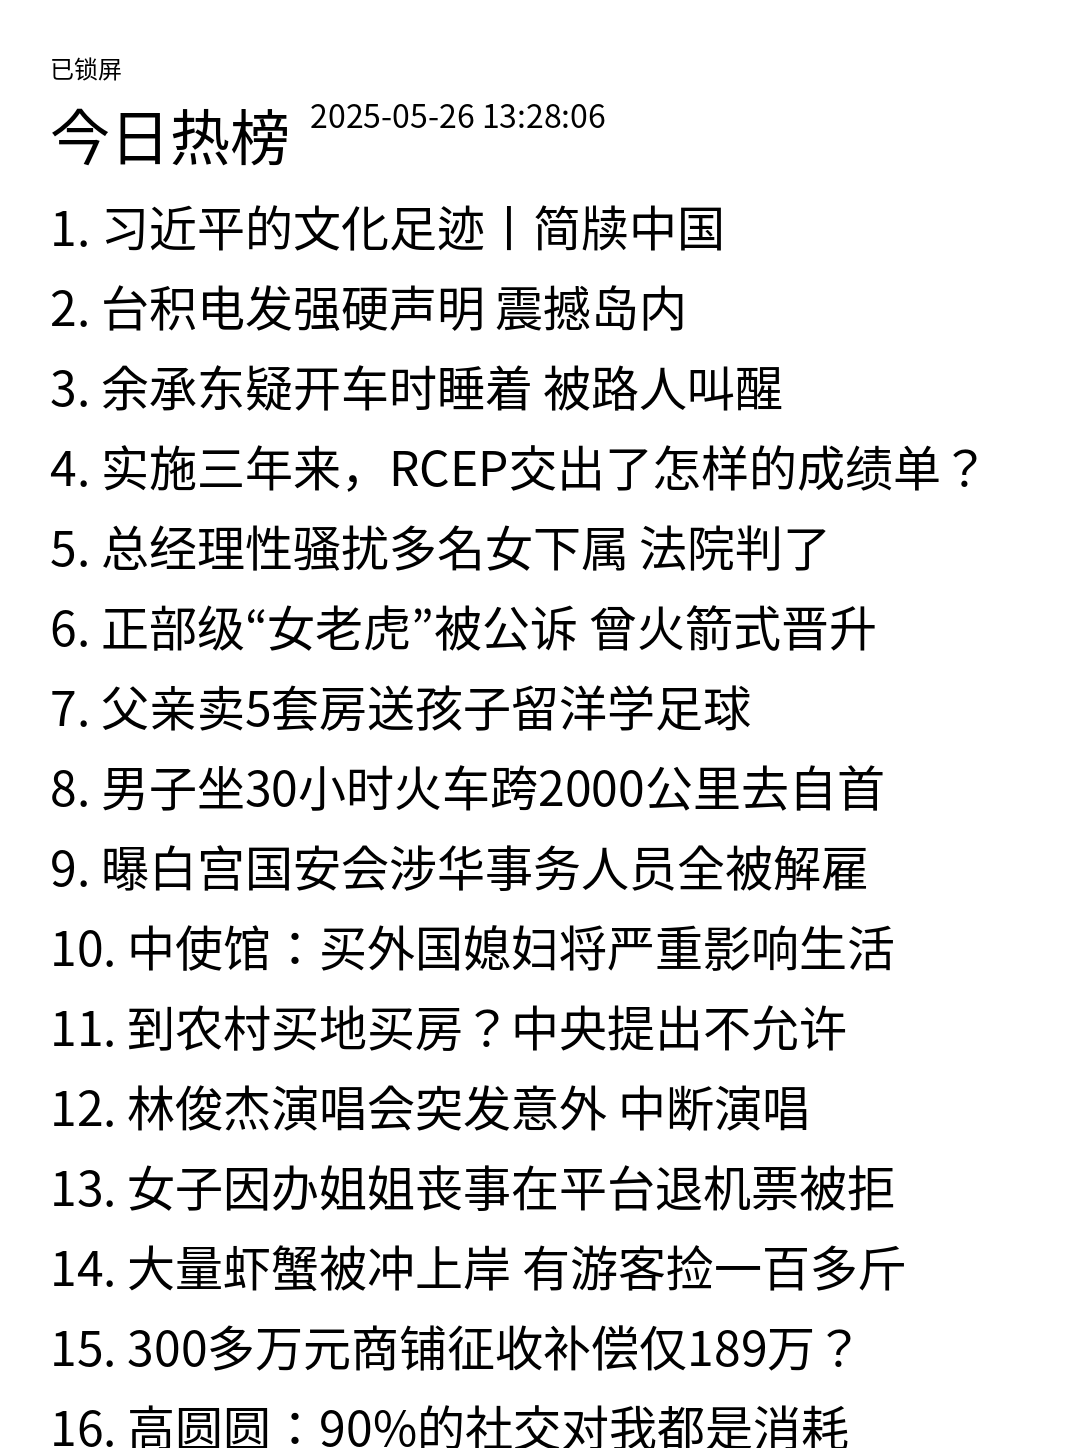 已锁屏
今日热榜 2025-05-26 13:28:06
1. 习近平的文化足迹丨简牍中国
2. 台积电发强硬声明 震撼岛内
3. 余承东疑开车时睡着 被路人叫醒
4. 实施三年来，RCEP交出了怎样的成绩单？
5. 总经理性骚扰多名女下属 法院判了
6. 正部级“女老虎”被公诉 曾火箭式晋升
7. 父亲卖5套房送孩子留洋学足球
8. 男子坐30小时火车跨2000公里去自首
9. 曝白宫国安会涉华事务人员全被解雇
10. 中使馆：买外国媳妇将严重影响生活
11. 到农村买地买房？中央提出不允许
12. 林俊杰演唱会突发意外 中断演唱
13. 女子因办姐姐丧事在平台退机票被拒
14. 大量虾蟹被冲上岸 有游客捡一百多斤
15. 300多万元商铺征收补偿仅189万？
16. 高圆圆：90%的社交对我都是消耗